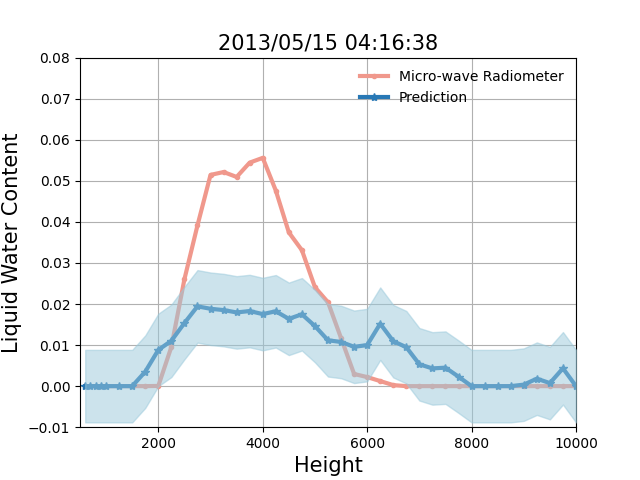 2013/05/15 04:16:38
Liquid Water Content
0.08
0.07
0.06
0.05
0.04
0.03
0.02
0.01
0.00
−0.01
Micro-wave Radiometer
Prediction
2000 4000 6000 8000 10000
Height